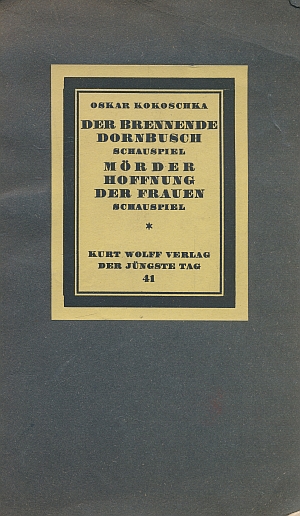 OSKAR KOKOSCHKA
DER BRENNENDE
DORNBUSCH
SCHAUSPIEL
MÖRDER
HOFFNUNG
DER FRAUEN
SCHAUSPIEL
*
KURT WOLFF VERLAG
DER JÜNGSTE TAG
41